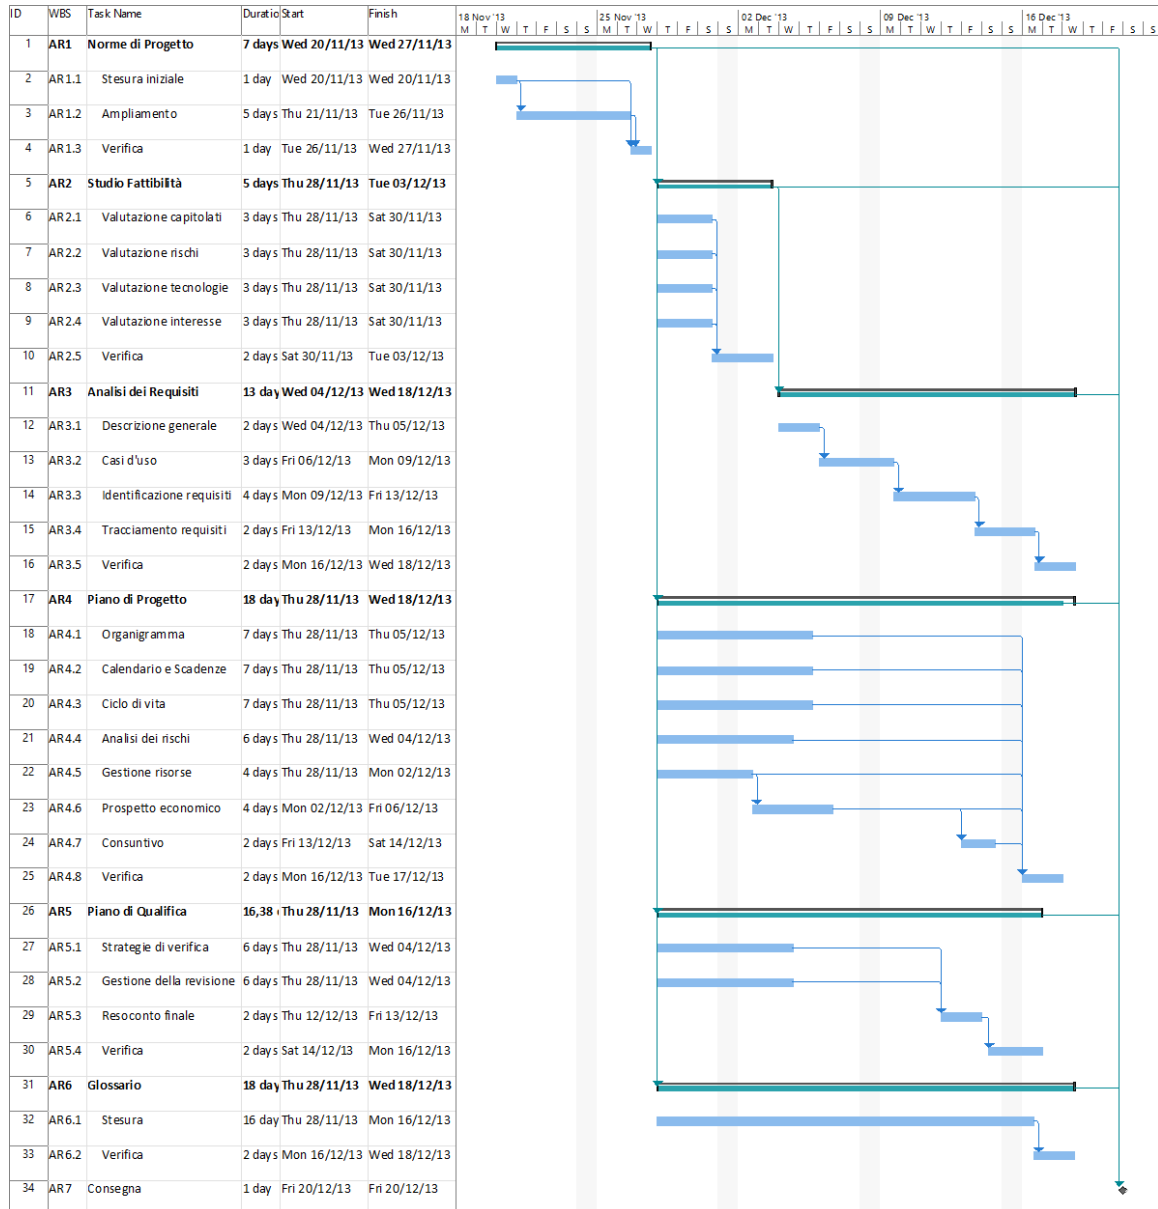 ID WBS Task Name Duratio Start Finish 18 Nov '13 25 Nov '13 02 Dec '13 09 Dec '13 16 Dec '13
M T W T F S S M T W T F S S M T W T F S S M T W T F S S M T W T F S S
1 AR1 Norme di Progetto 7 days Wed 20/11/13 Wed 27/11/13
2 AR1.1 Stesura iniziale 1 day Wed 20/11/13 Wed 20/11/13
3 AR1.2 Ampliamento 5 days Thu 21/11/13 Tue 26/11/13
4 AR1.3 Verifica 1 day Tue 26/11/13 Wed 27/11/13
5 AR2 Studio Fattibilità 5 days Thu 28/11/13 Tue 03/12/13
6 AR2.1 Valutazione capitolati 3 days Thu 28/11/13 Sat 30/11/13
7 AR2.2 Valutazione rischi 3 days Thu 28/11/13 Sat 30/11/13
8 AR2.3 Valutazione tecnologie 3 days Thu 28/11/13 Sat 30/11/13
9 AR2.4 Valutazione interesse 3 days Thu 28/11/13 Sat 30/11/13
10 AR2.5 Verifica 2 days Sat 30/11/13 Tue 03/12/13
11 AR3 Analisi dei Requisiti 13 day Wed 04/12/13 Wed 18/12/13
12 AR3.1 Descrizione generale 2 days Wed 04/12/13 Thu 05/12/13
13 AR3.2 Casi d'uso 3 days Fri 06/12/13 Mon 09/12/13
14 AR3.3 Identificazione requisiti 4 days Mon 09/12/13 Fri 13/12/13
15 AR3.4 Tracciamento requisiti 2 days Fri 13/12/13 Mon 16/12/13
16 AR3.5 Verifica 2 days Mon 16/12/13 Wed 18/12/13
17 AR4 Piano di Progetto 18 day Thu 28/11/13 Wed 18/12/13
18 AR4.1 Organigramma 7 days Thu 28/11/13 Thu 05/12/13
19 AR4.2 Calendario e Scadenze 7 days Thu 28/11/13 Thu 05/12/13
20 AR4.3 Ciclo di vita 7 days Thu 28/11/13 Thu 05/12/13
21 AR4.4 Analisi dei rischi 6 days Thu 28/11/13 Wed 04/12/13
22 AR4.5 Gestione risorse 4 days Thu 28/11/13 Mon 02/12/13
23 AR4.6 Prospetto economico 4 days Mon 02/12/13 Fri 06/12/13
24 AR4.7 Consuntivo 2 days Fri 13/12/13 Sat 14/12/13
25 AR4.8 Verifica 2 days Mon 16/12/13 Tue 17/12/13
26 AR5 Piano di Qualifica 16,38 Thu 28/11/13 Mon 16/12/13
27 AR5.1 Strategie di verifica 6 days Thu 28/11/13 Wed 04/12/13
28 AR5.2 Gestione della revisione 6 days Thu 28/11/13 Wed 04/12/13
29 AR5.3 Resoconto finale 2 days Thu 12/12/13 Fri 13/12/13
30 AR5.4 Verifica 2 days Sat 14/12/13 Mon 16/12/13
31 AR6 Glossario 18 day Thu 28/11/13 Wed 18/12/13
32 AR6.1 Stesura 16 day Thu 28/11/13 Mon 16/12/13
33 AR6.2 Verifica 2 days Mon 16/12/13 Wed 18/12/13
34 AR7 Consegna 1 day Fri 20/12/13 Fri 20/12/13